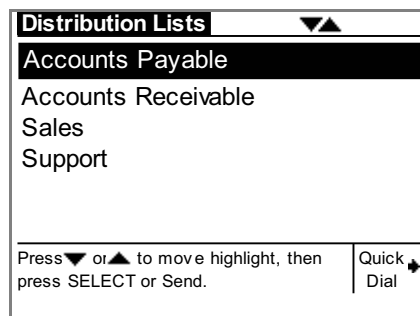 Distribution Lists ▼▲
Accounts Payable
Accounts Receivable
Sales
Support
Press▼ or▲ to move highlight, then
press SELECT or Send.
Quick
Dial